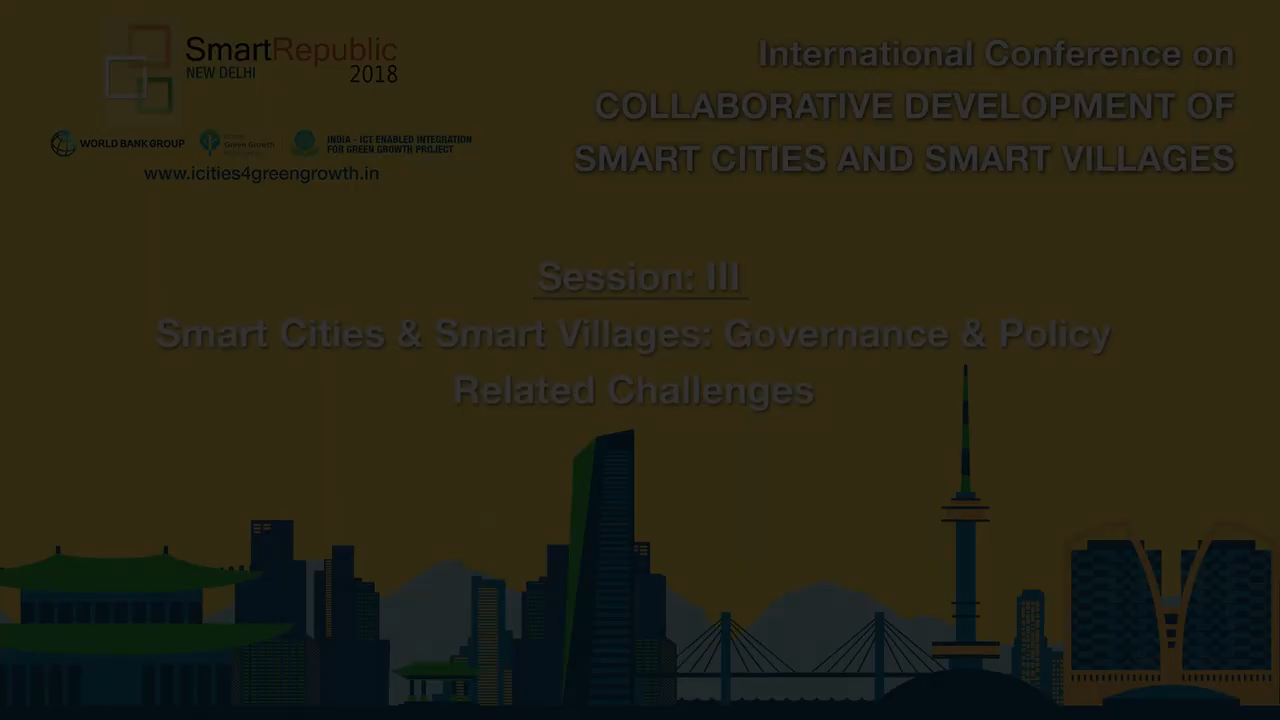 SmartRepublic
NEW DELHI
2018
WORLD BANK GROUP
Green Growth
INDIA - ICT ENABLED INTEGRATION
FOR GREEN GROWTH PROJECT
www.icities4greengrowth.in
International Conference on
COLLABORATIVE DEVELOPMENT OF
SMART CITIES AND SMART VILLAGES
Session: III
Smart Cities & Smart Villages: Governance & Policy
Related Challenges